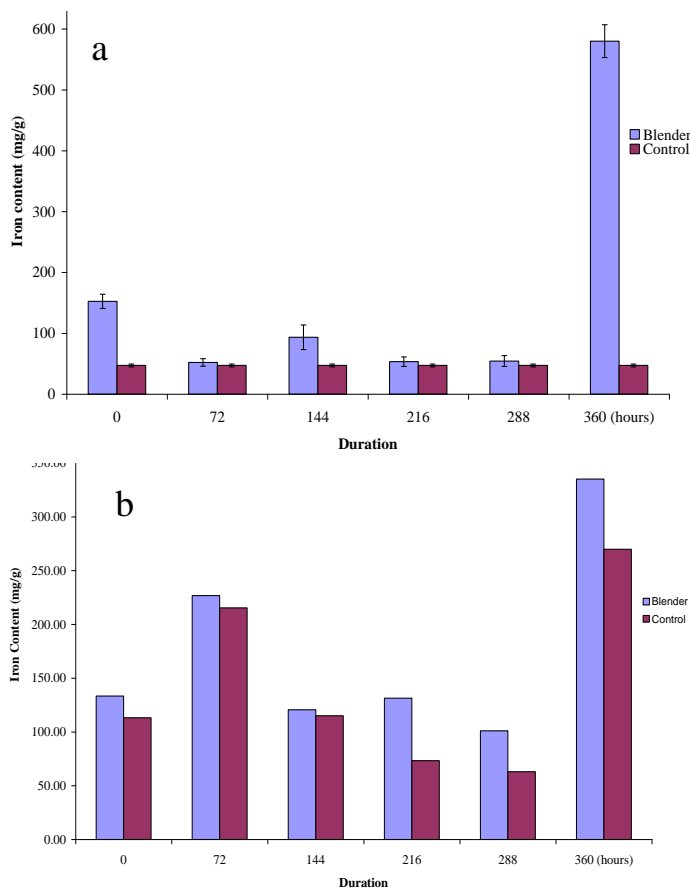 a
600
500
400
300
200
100
0
Iron content (mg/g)
Blender
Control
0 72 144 216 288 360 (hours)
Duration
b
350.00
300.00
250.00
200.00
150.00
100.00
50.00
0.00
Iron Content (mg/g)
Blender
Control
0 72 144 216 288 360 (hours)
Duration